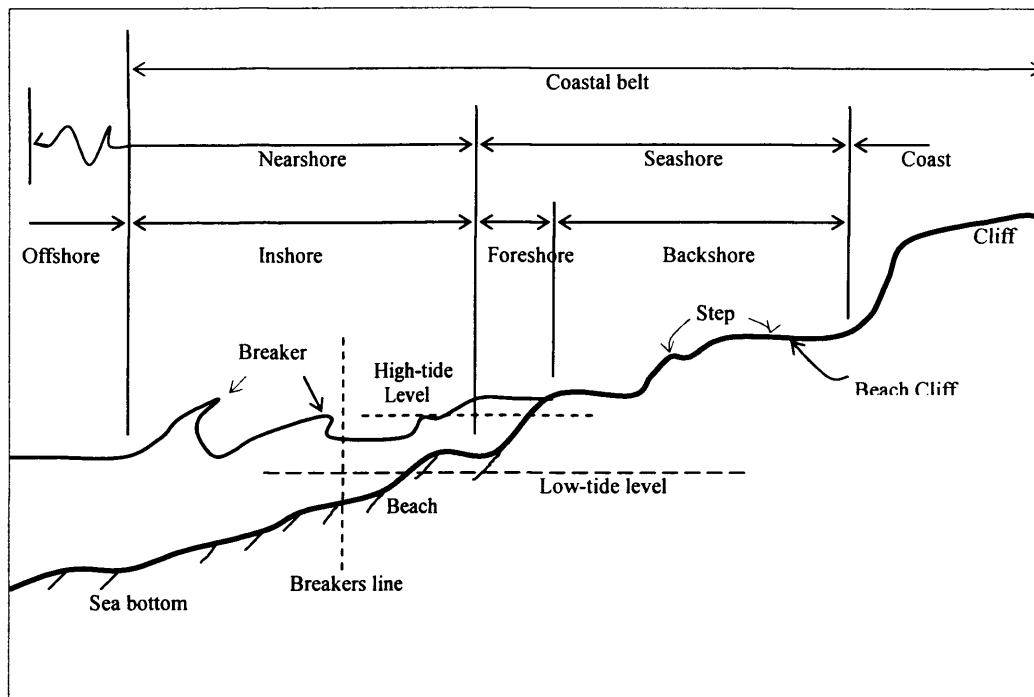 Coastal belt
Nearshore
Seashore
Coast
Offshore
Inshore
Foreshore
Backshore
Cliff
Step
Breaker
High-tide
Level
Beach Cliff
Low-tide level
Beach
Breakers line
Sea bottom